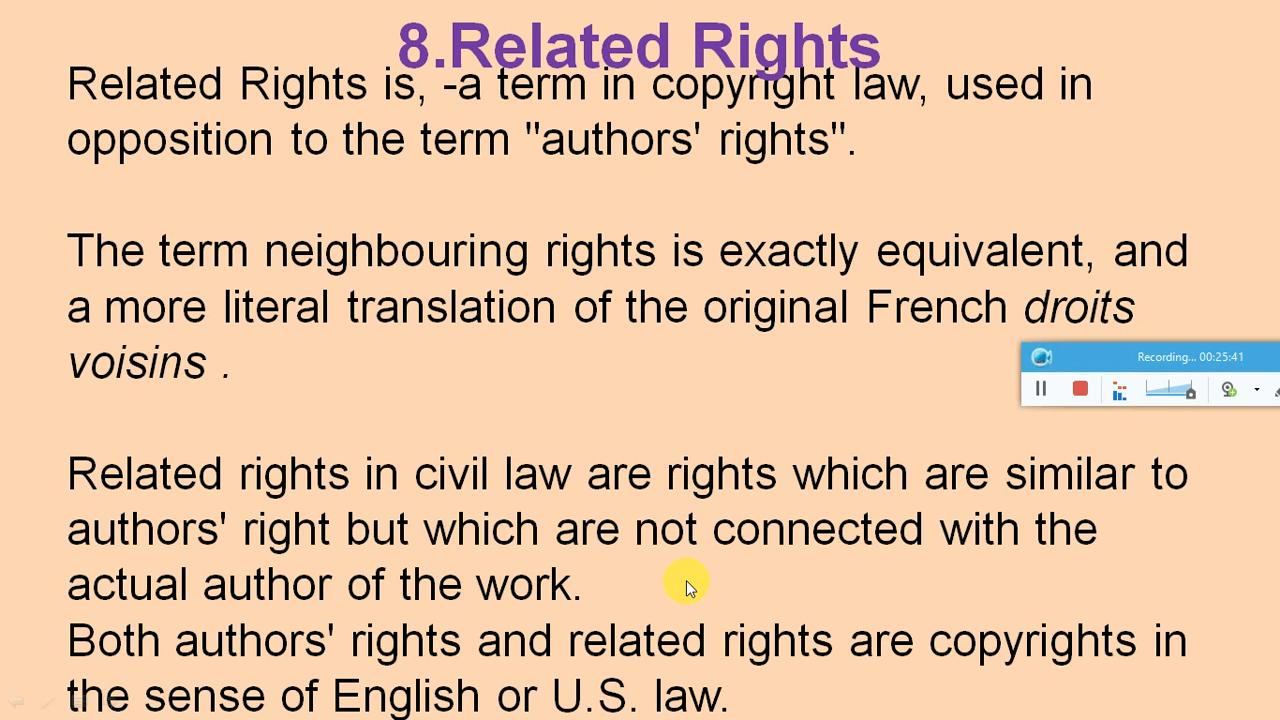 8.Related Rights
Related Rights is, -a term in copyright law, used in
opposition to the term "authors' rights".
The term neighbouring rights is exactly equivalent, and
a more literal translation of the original French droits
voisins .
Recording... 00:25:41
Related rights in civil law are rights which are similar to
authors' right but which are not connected with the
actual author of the work.
Both authors' rights and related rights are copyrights in
the sense of English or U.S. law.